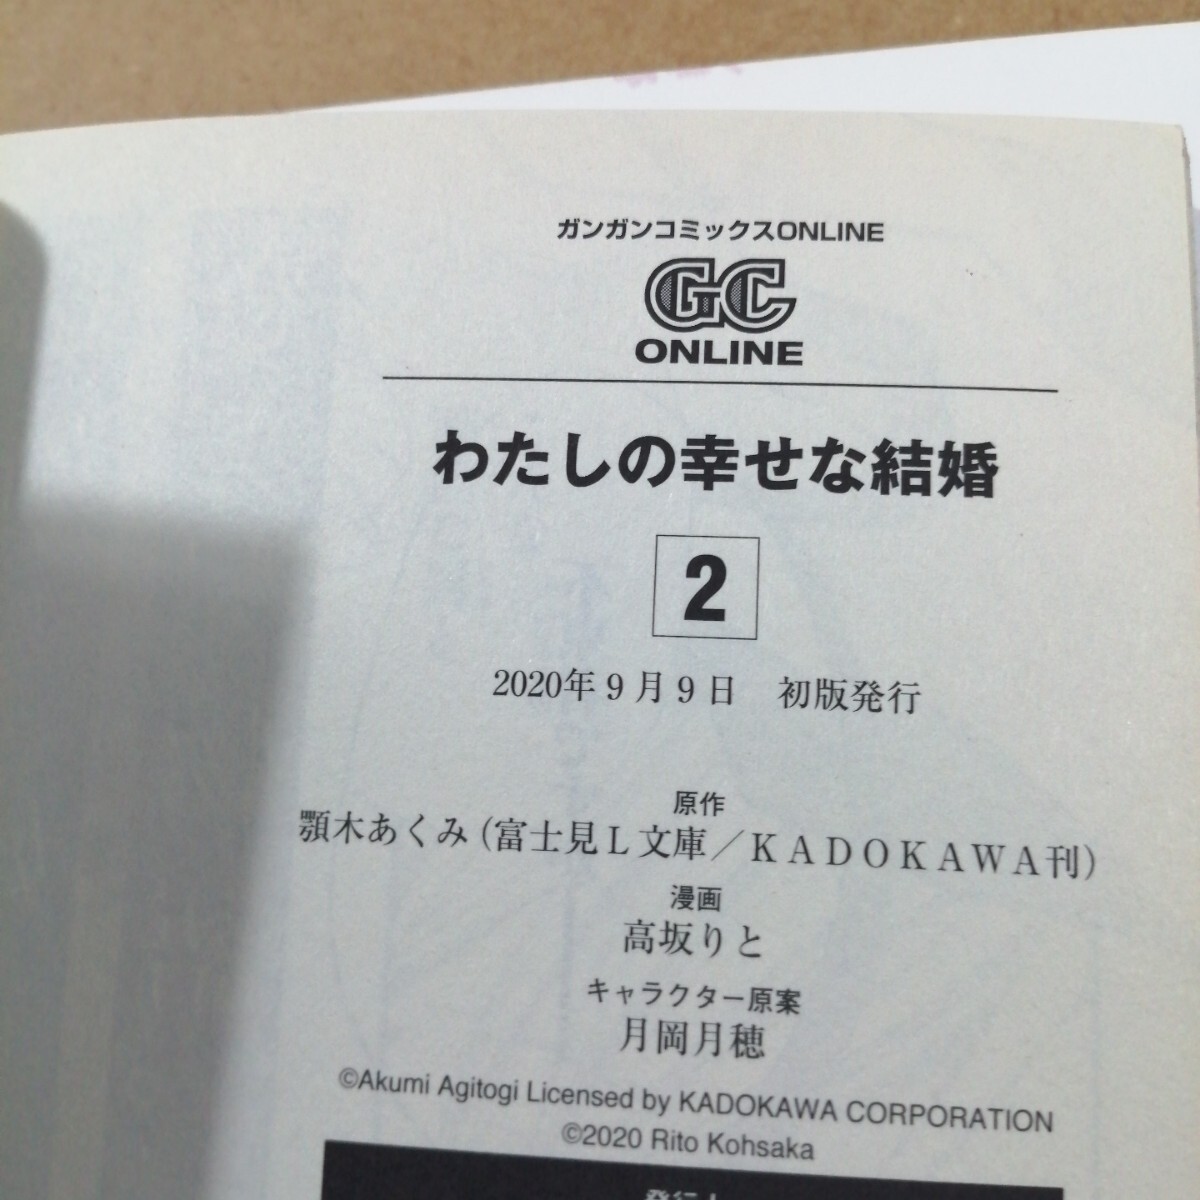 ガンガンコミックスONLINE
GC
ONLINE
わたしの幸せな結婚
2
2020年9月9日　初版発行
原作
顎木あくみ(富士見L文庫／KADOKAWA刊)
漫画
高坂りと
キャラクター原案
月岡月穂
©Akumi Agitogi Licensed by KADOKAWA CORPORATION
©2020 Rito Kohsaka